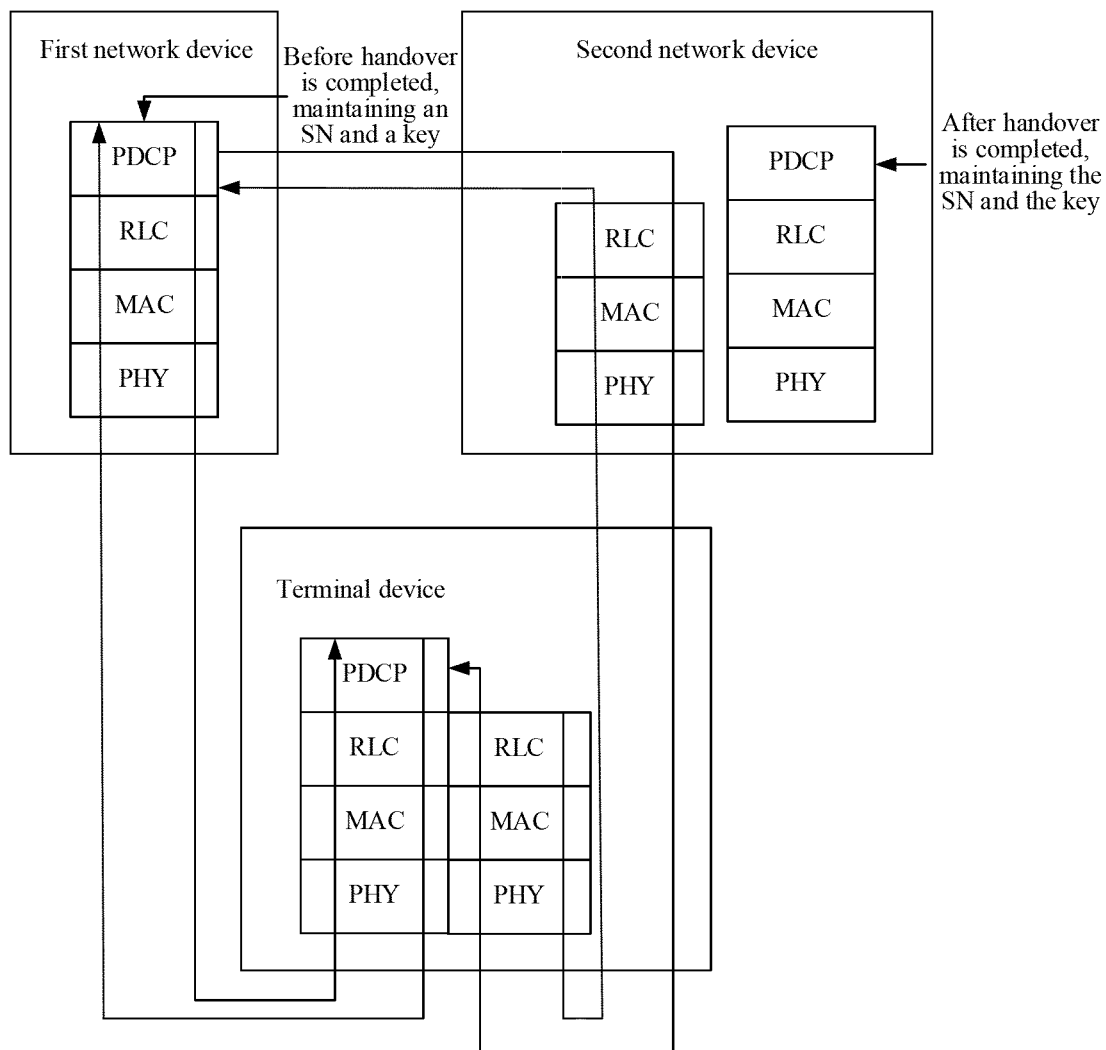 First network device
Before handover
is completed,
maintaining an
SN and a key
Second network device
After handover
is completed,
maintaining the
SN and the key
PDCP
RLC
MAC
PHY
RLC
MAC
PHY
PDCP
RLC
MAC
PHY
Terminal device
PDCP
RLC
MAC
PHY
RLC
MAC
PHY